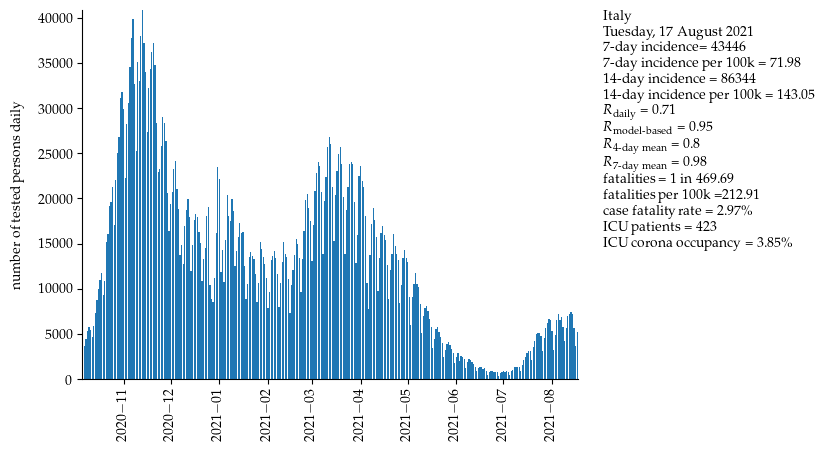 40000
35000
30000
25000
20000
15000
10000
5000
0
number of tested persons daily
2020−11
2020−12
2021−01
2021−02
2021−03
2021−04
2021−05
2021−06
2021−07
2021−08
Italy
Tuesday, 17 August 2021
7-day incidence= 43446
7-day incidence per 100k = 71.98
14-day incidence = 86344
14-day incidence per 100k = 143.05
Rdaily = 0.71
Rmodel-based = 0.95
R4-day mean = 0.8
R7-day mean = 0.98
fatalities = 1 in 469.69
fatalities per 100k =212.91
case fatality rate = 2.97%
ICU patients = 423
ICU corona occupancy = 3.85%